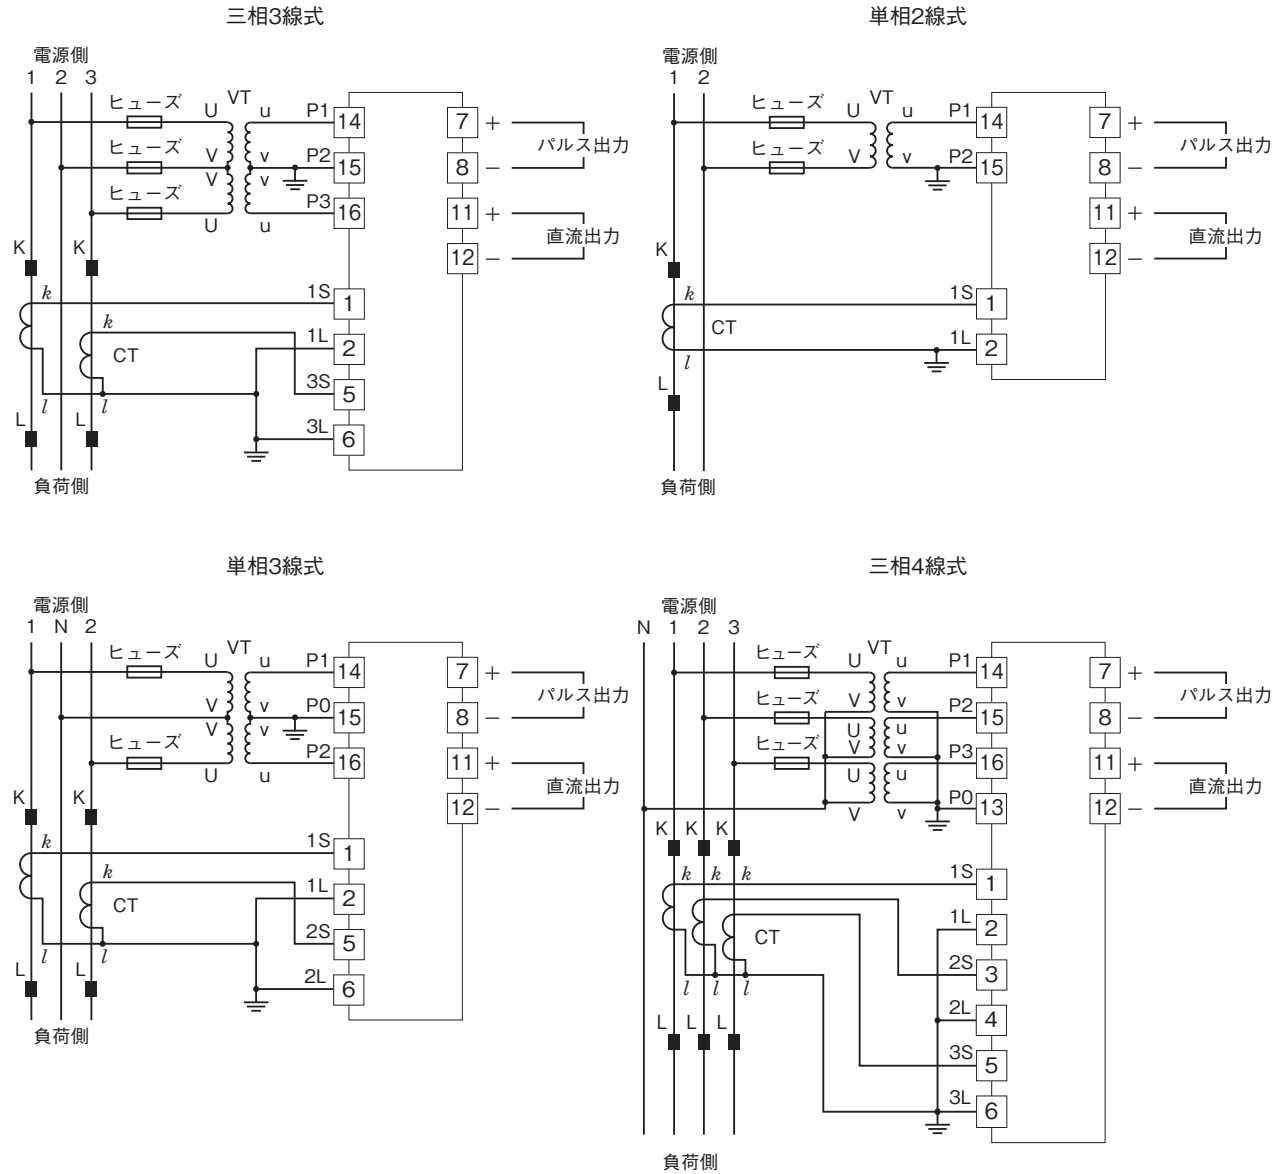 三相3線式
電源側
1 2 3
ヒューズ U VT u P1 14 7 +
パルス出力
ヒューズ V v P2 15 8 −
V v
ヒューズ P3 16 11 +
U u 直流出力
K K 12 −
k 1S 1
k 1L 2
CT
3S 5
l l
L L 3L 6
負荷側
単相2線式
電源側
1 2
ヒューズ U VT u P1 14 7 +
パルス出力
ヒューズ V v P2 15 8 −
11 +
直流出力
K 12 −
k 1S 1
CT
1L 2
l
L
負荷側
単相3線式
電源側
1 N 2
ヒューズ U VT u P1 14 7 +
パルス出力
V v P0 15 8 −
V v
ヒューズ P2 16 11 +
U u 直流出力
K K 12 −
k 1S 1
k 1L 2
CT
2S 5
l l
L L 2L 6
負荷側
三相4線式
電源側
N 1 2 3
ヒューズ U VT u P1 14 7 +
パルス出力
ヒューズ V v P2 15 8 −
U u
ヒューズ V v P3 16 11 +
U u 直流出力
P0 13 12 −
V v
K K K
k k k 1S 1
1L 2
CT
2S 3
l l l
L L L 2L 4
3S 5
3L 6
負荷側